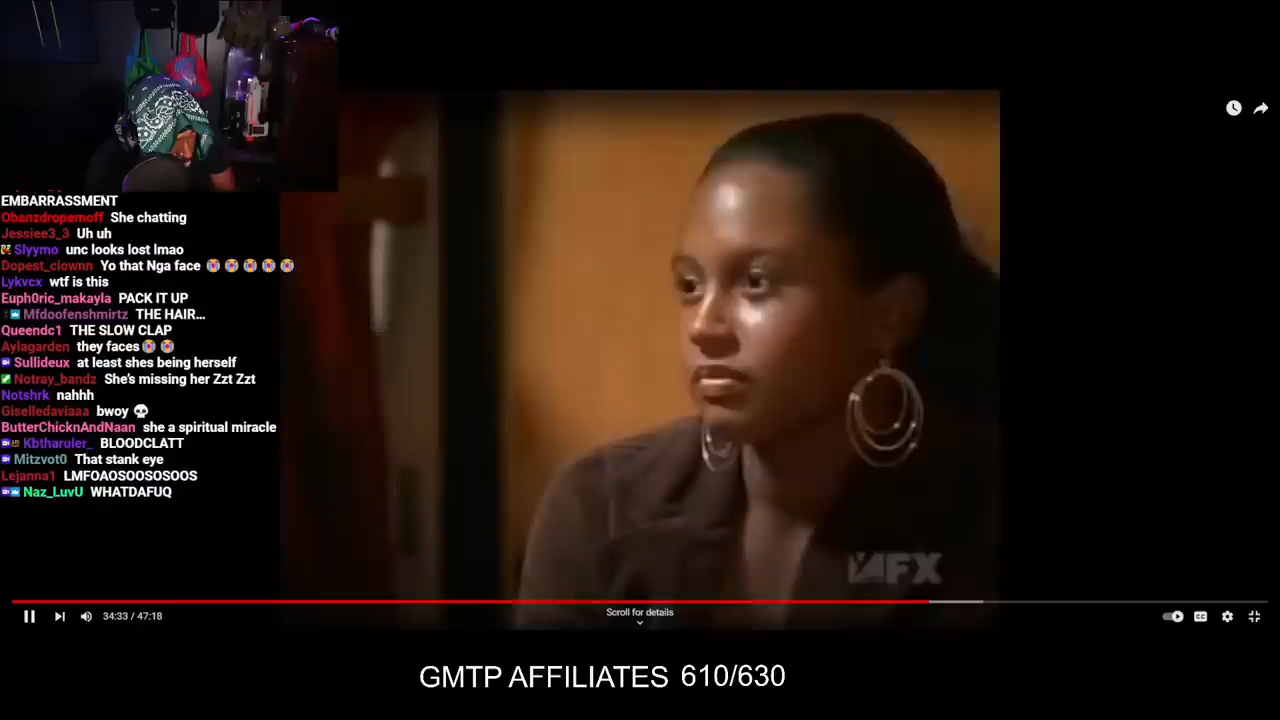 EMBARRASSMENT
Obanzdropemoff She chatting
Jessiee3_3 Uh uh
Slyymo unc looks lost lmao
Dopest_clownn Yo that Nga face 😭😭😭😭😭
Lykvcx wtf is this
Euph0ric_makayla PACK IT UP
Mfdoofenshmirtz THE HAIR...
Queendc1 THE SLOW CLAP
Aylagarden they faces😭 😭
Sullideux at least shes being herself
Notray_bandz She's missing her Zzt Zzt
Notshrk nahhh
Giselledaviaaa bwoy 💀
ButterChicknAndNaan she a spiritual miracle
Kbtharuler_ BLOODCLATT
Mitzvot0 That stank eye
Lejanna1 LMFOAOSOOSOSOOS
Naz_LuvU WHATDAFUQ
FX
34:33 / 47:18
Scroll for details
CC
GMTP AFFILIATES 610/630